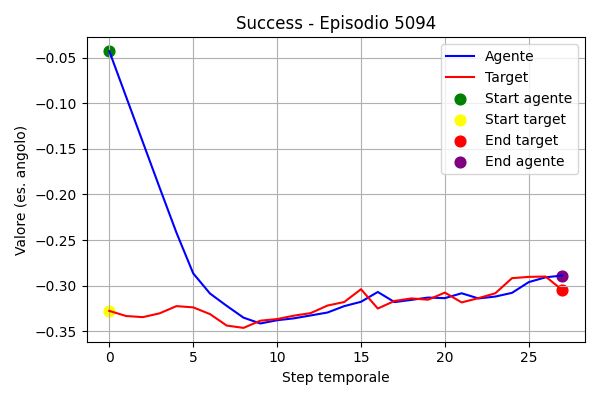 Success - Episodio 5094
Valore (es. angolo)
−0.05
−0.10
−0.15
−0.20
−0.25
−0.30
−0.35
Agente
Target
Start agente
Start target
End target
End agente
0
5
10
15
20
25
Step temporale